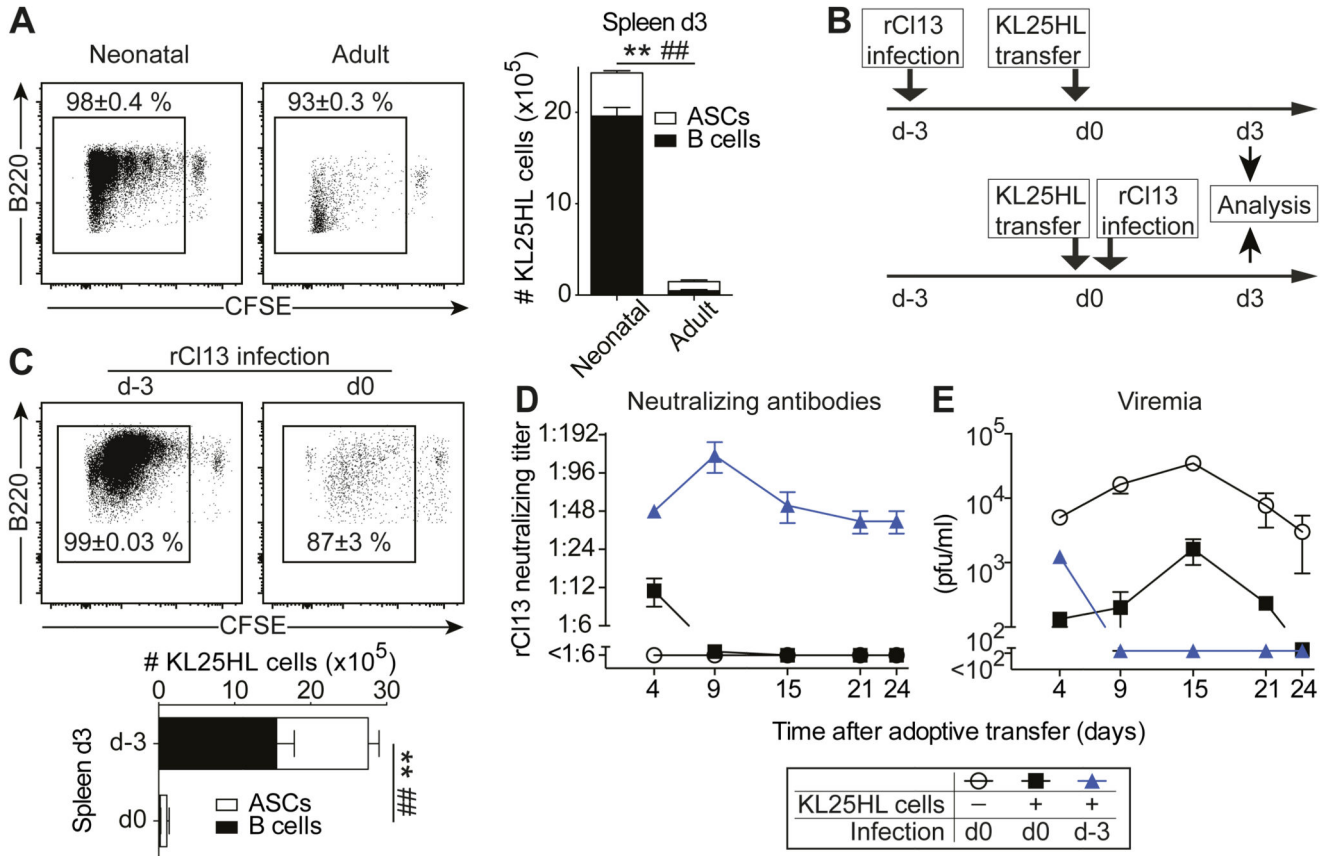 A
Neonatal
Adult
98±0.4 %
93±0.3 %
B220
CFSE
Spleen d3
** ##
# KL25HL cells (x10⁵)
20
10
0
ASCs
B cells
Neonatal
Adult
B
rCl13
infection
KL25HL
transfer
d-3
d0
d3
KL25HL
transfer
rCl13
infection
Analysis
d-3
d0
d3
C
rCl13 infection
d-3
d0
99±0.03 %
87±3 %
B220
CFSE
# KL25HL cells (x10⁵)
0
10
20
30
Spleen d3
d-3
d0
ASCs
B cells
** ##
D
Neutralizing antibodies
rCl13 neutralizing titer
1:192
1:96
1:48
1:24
1:12
1:6
<1:6
4
9
15
21
24
E
Viremia
(pfu/ml)
10⁵
10⁴
10³
2
10²
<10²
4
9
15
21
24
Time after adoptive transfer (days)
KL25HL cells – + +
Infection d0 d0 d-3